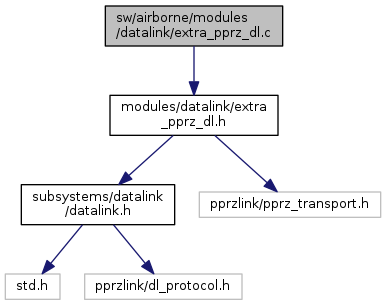 sw/airborne/modules
/datalink/extra_pprz_dl.c
modules/datalink/extra
_pprz_dl.h
subsystems/datalink
/datalink.h
pprzlink/pprz_transport.h
std.h
pprzlink/dl_protocol.h